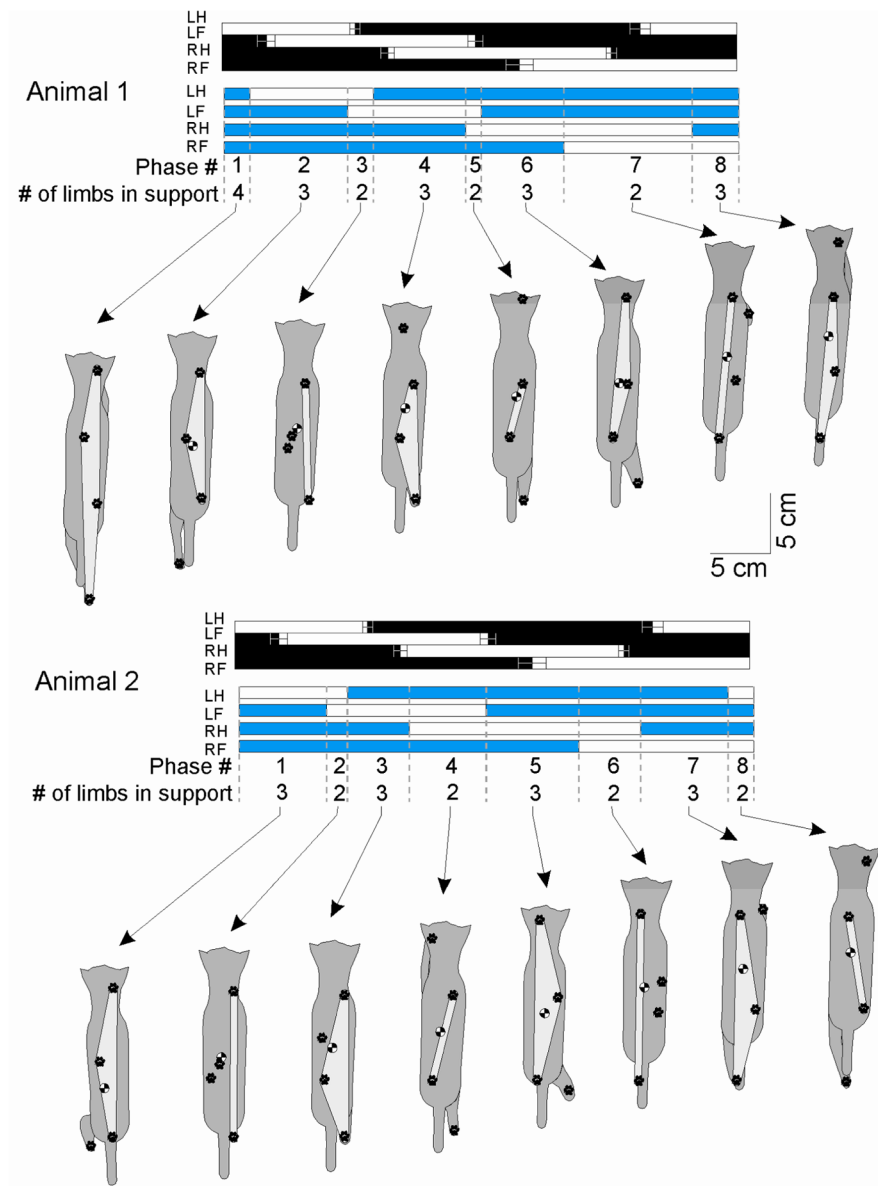 LH
LF
RH
RF
Animal 1
LH
LF
RH
RF
Phase # 1 2 3 4 5 6 7 8
# of limbs in support 4 3 2 3 2 3 2 3
5 cm
5 cm
LH
LF
RH
RF
Animal 2
LH
LF
RH
RF
Phase # 1 2 3 4 5 6 7 8
# of limbs in support 3 2 3 2 3 2 3 2